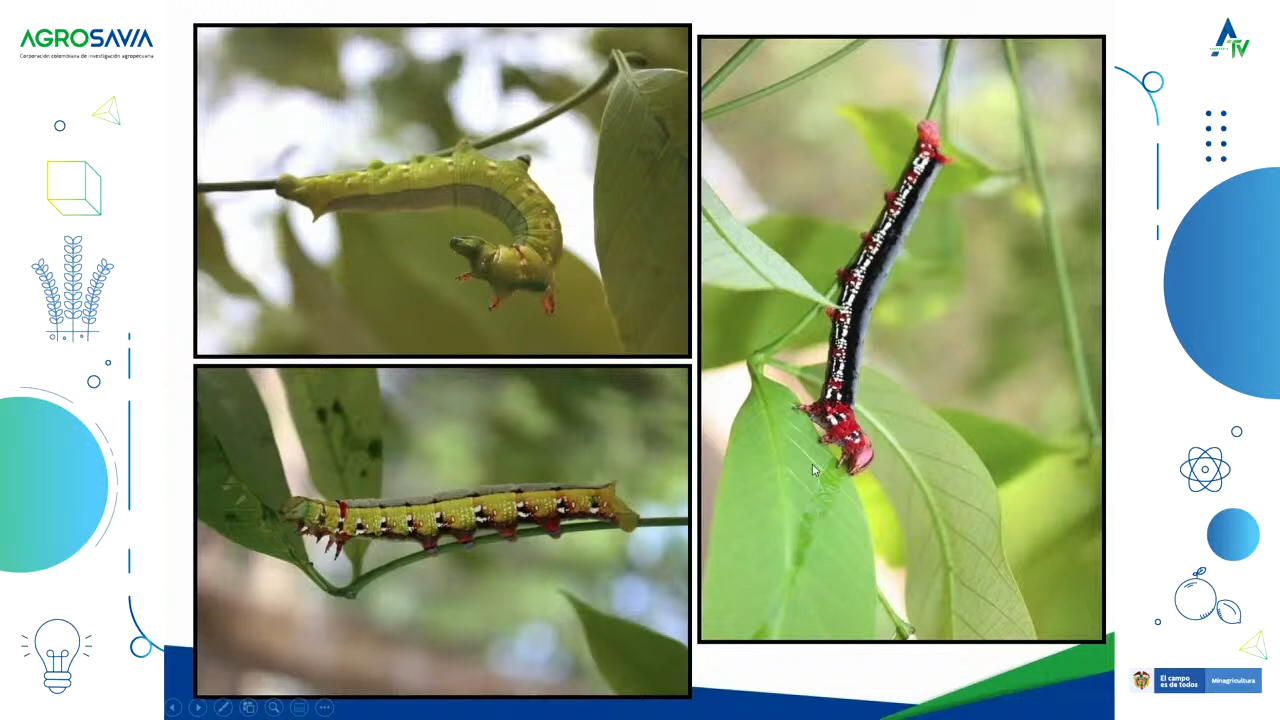 AGROSAVIA
Corporación colombiana de investigación agropecuaria
TV
El campo
es de todos
Minagricultura